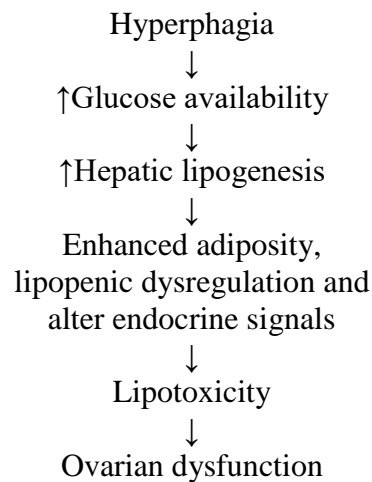 Hyperphagia
↓
↑Glucose availability
↓
↑Hepatic lipogenesis
↓
Enhanced adiposity,
lipopenic dysregulation and
alter endocrine signals
↓
Lipotoxicity
↓
Ovarian dysfunction